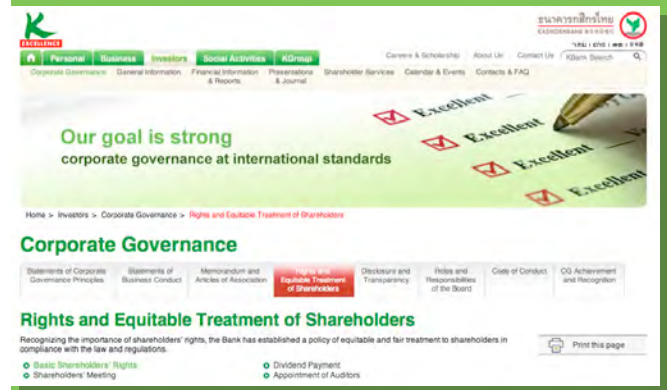 K
EXCELLENCE
ธนาคารกสิกรไทย
KASIKORNBANK
Personal Business Investors Social Activities KGroup
Careers & Scholarship About Us Contact Us KBank Search
Corporate Governance General Information Financial Information & Reports Presentations & Journal Shareholder Services Calendar & Events Contacts & FAQ
Excellent
Excellent
Excellent
Excellent
Our goal is strong
corporate governance at international standards
Home > Investors > Corporate Governance > Rights and Equitable Treatment of Shareholders
Corporate Governance
Statements of Corporate Governance Principles
Statements of Business Conduct
Memorandum and Articles of Association
Rights and Equitable Treatment of Shareholders
Disclosure and Transparency
Roles and Responsibilities of the Board
Code of Conduct
CG Achievement and Recognition
Rights and Equitable Treatment of Shareholders
Recognizing the importance of shareholders' rights, the Bank has established a policy of equitable and fair treatment to shareholders in
compliance with the law and regulations.
Print this page
Basic Shareholders' Rights
Shareholders' Meeting
Dividend Payment
Appointment of Auditors